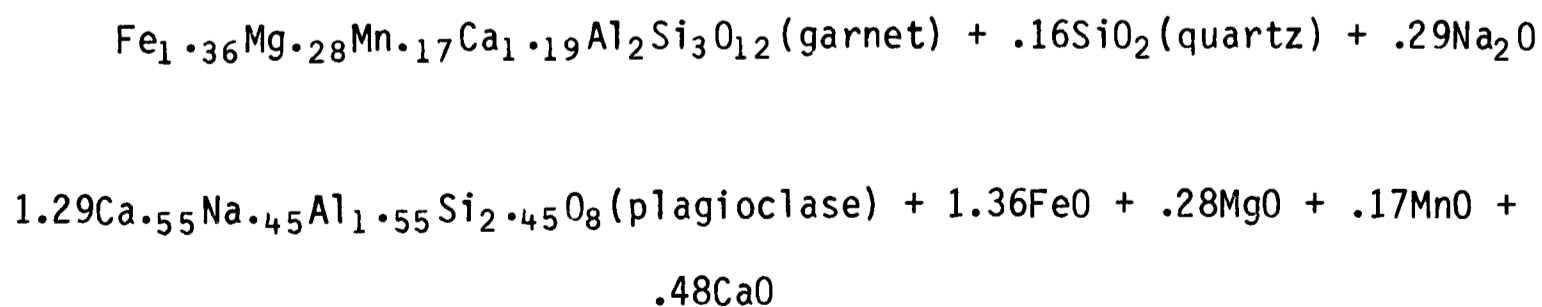 Fe₁.₃₆Mg.₂₈Mn.₁₇Ca₁.₁₉Al₂Si₃O₁₂(garnet) + .16SiO₂(quartz) + .29Na₂O
1.29Ca.₅₅Na.₄₅Al₁.₅₅Si₂.₄₅O₈(plagioclase) + 1.36FeO + .28MgO + .17MnO +
.48CaO